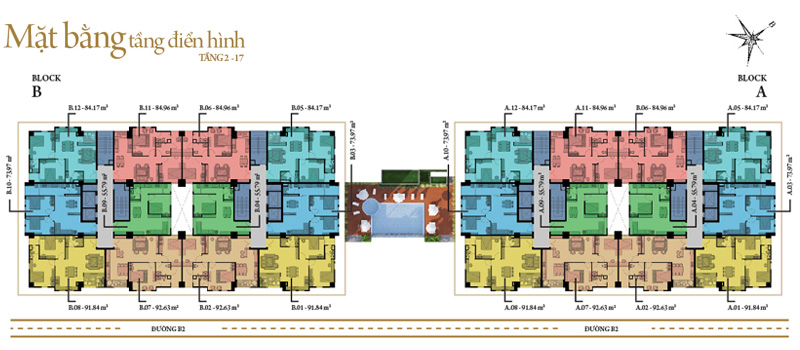 Mặt bằng tầng điển hình
TẦNG 2 - 17
BLOCK
B
BLOCK
A
B.12 - 84.17 m²
B.11 - 84.96 m²
B.06 - 84.96 m²
B.05 - 84.17 m²
A.12 - 84.17 m²
A.11 - 84.96 m²
B.06 - 84.96 m²
A.05 - 84.17 m²
B.10 - 73.97 m²
B.09 - 55.79 m²
B.04 - 55.79 m²
B.03 - 73.97 m²
A.10 - 73.97 m²
A.09 - 55.79 m²
A.04 - 55.79 m²
A.03 - 73.97 m²
B.08 - 91.84 m²
B.07 - 92.63 m²
B.02 - 92.63 m²
B.01 - 91.84 m²
A.08 - 91.84 m²
A.07 - 92.63 m²
A.02 - 92.63 m²
A.01 - 91.84 m²
ĐƯỜNG B2
ĐƯỜNG B2